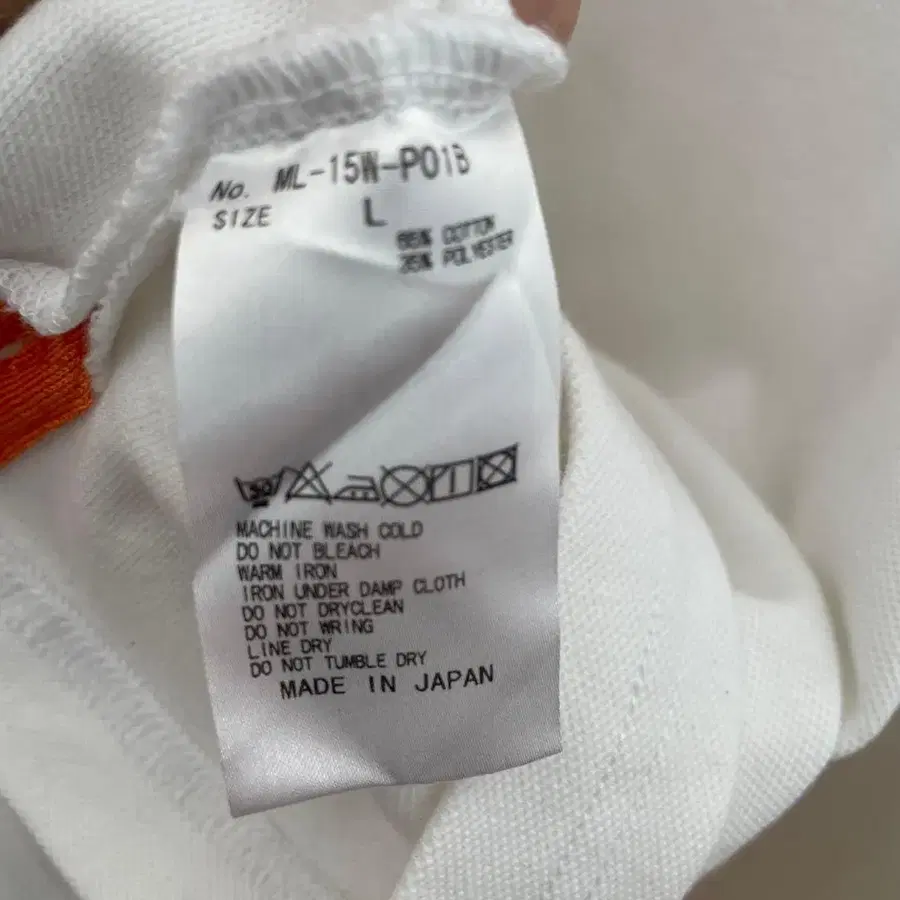 No. ML-15W-P01B
SIZE L
65% COTTON
35% POLYESTER
MACHINE WASH COLD
DO NOT BLEACH
WARM IRON
IRON UNDER DAMP CLOTH
DO NOT DRYCLEAN
DO NOT WRING
LINE DRY
DO NOT TUMBLE DRY
MADE IN JAPAN